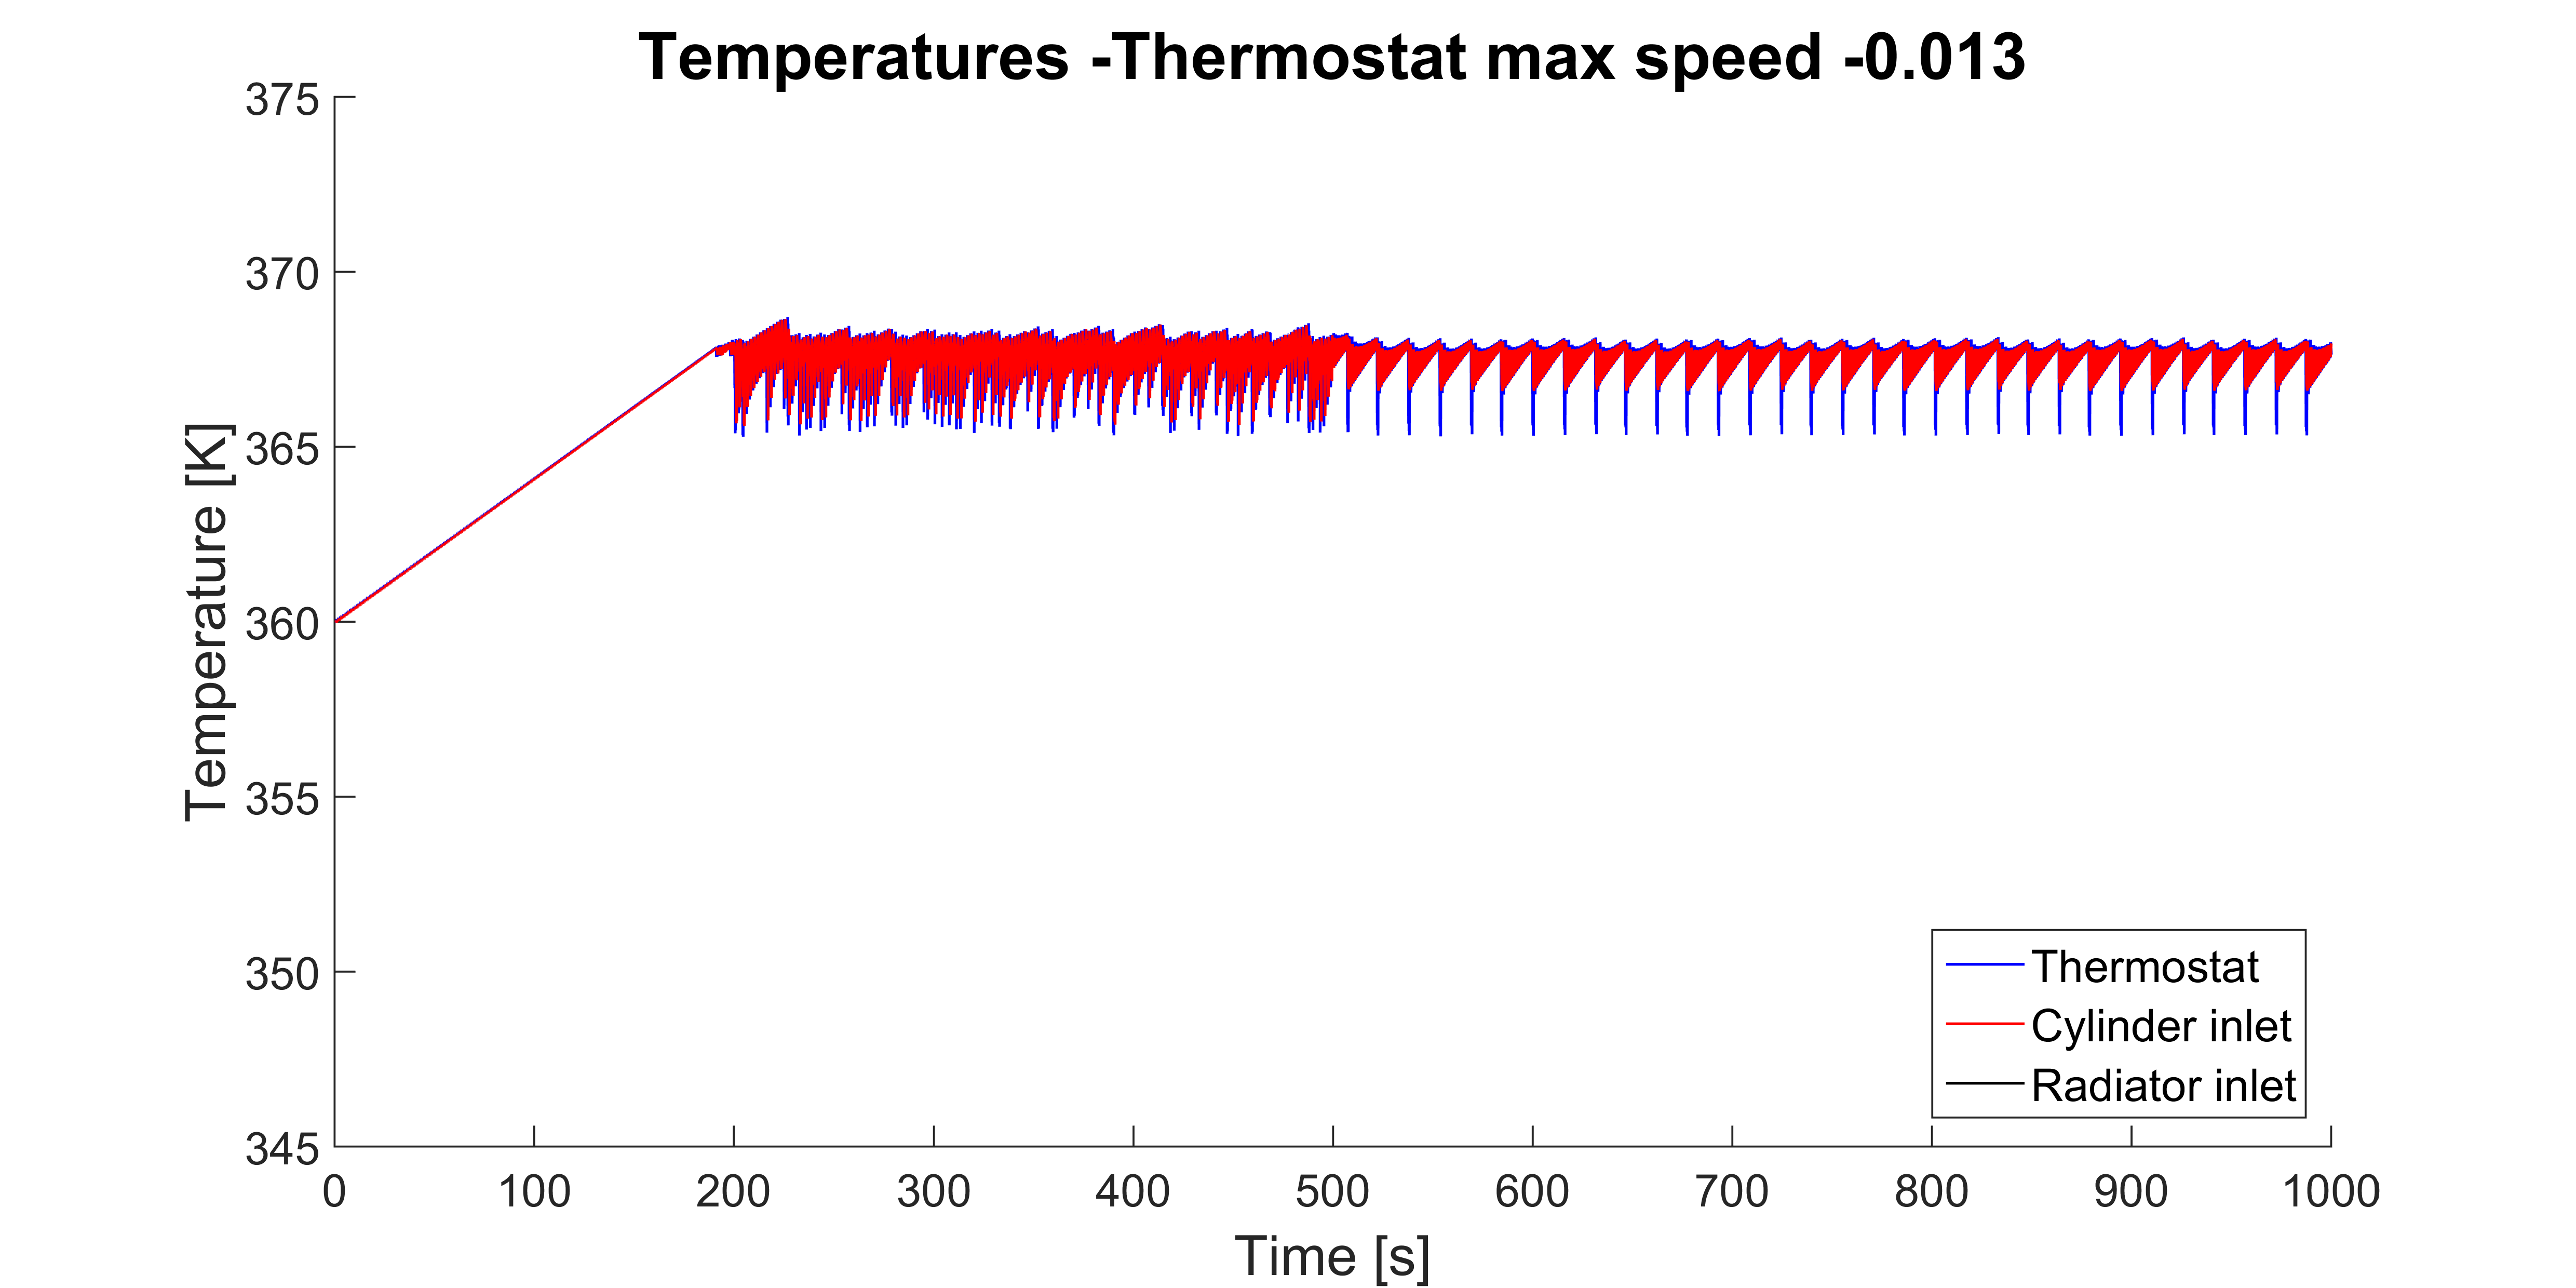 Temperatures -Thermostat max speed -0.013
375
370
365
360
355
350
345
Temperature [K]
Thermostat
Cylinder inlet
Radiator inlet
0 100 200 300 400 500 600 700 800 900 1000
Time [s]